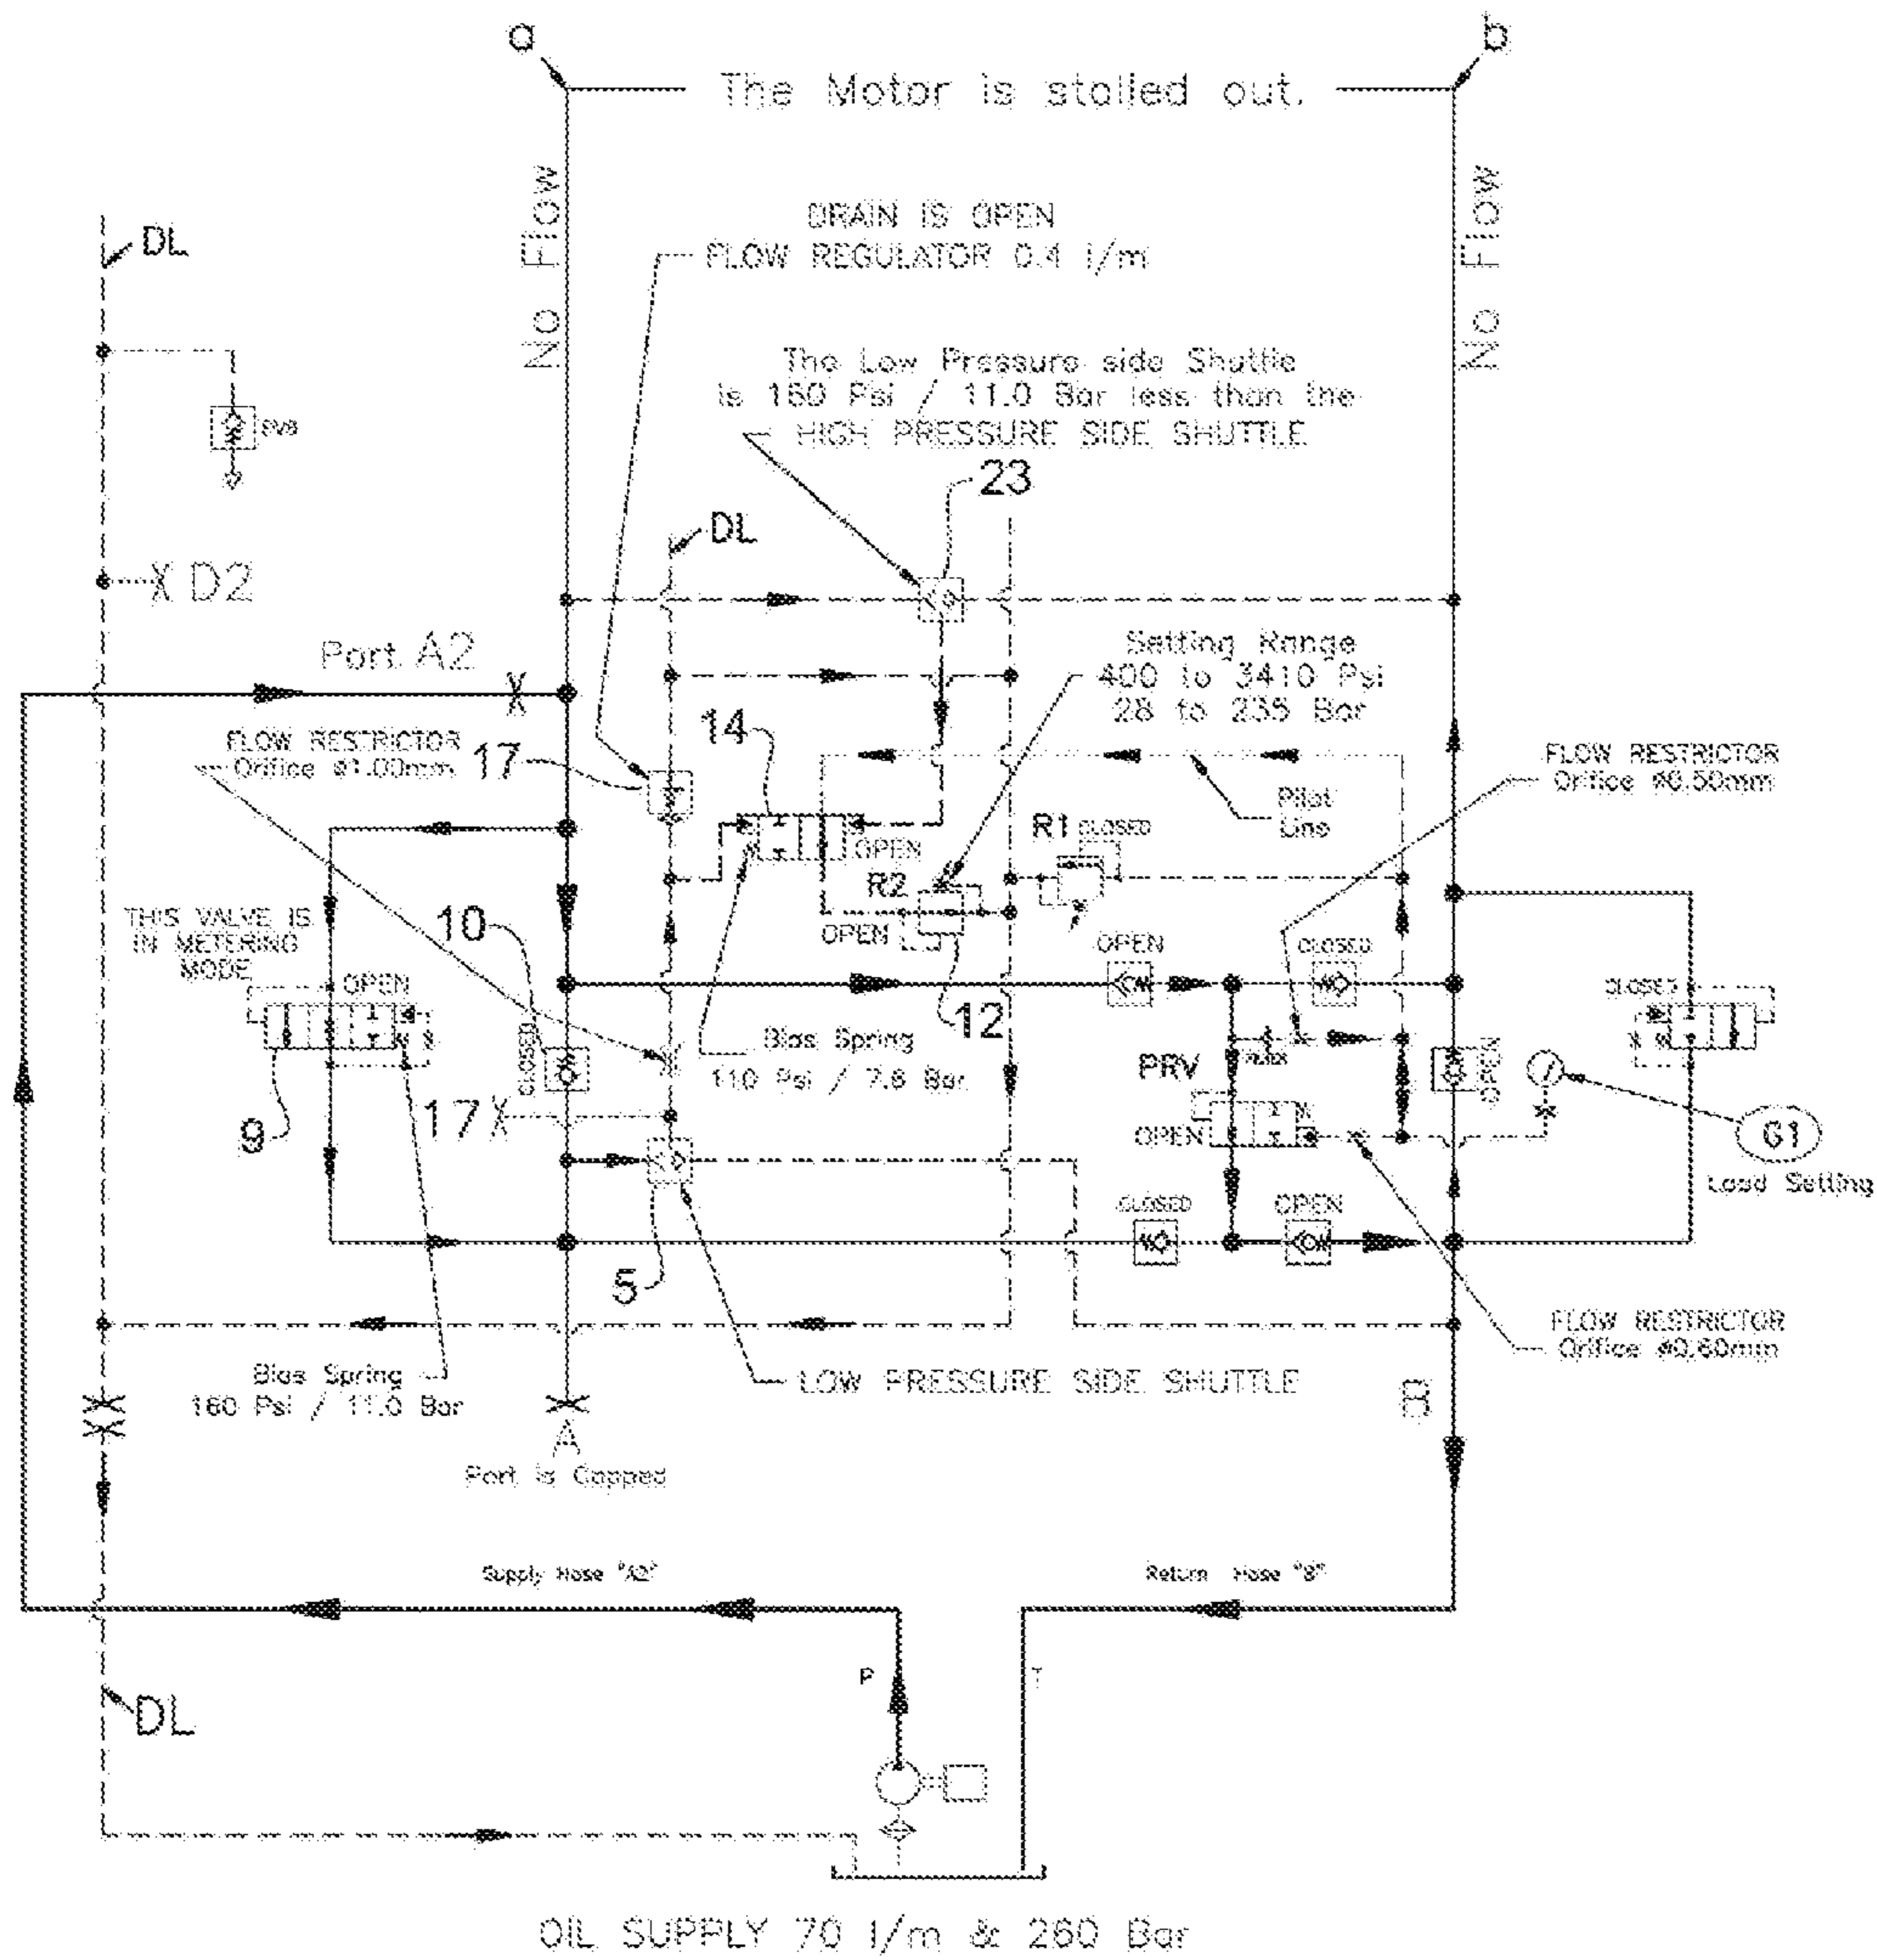 a
b
The Motor is stalled out.
No Flow
No Flow
DL
DRAIN IS OPEN
FLOW REGULATOR 0.4 l/m
The Low Pressure side Shuttle
is 160 Psi / 11.0 Bar less than the
HIGH PRESSURE SIDE SHUTTLE
23
DL
X D2
Port A2
Setting Range
400 to 3410 Psi
28 to 235 Bar
FLOW RESTRICTOR
Orifice ø1.00mm
17
14
Pilot
Line
FLOW RESTRICTOR
Orifice ø0.50mm
R1 CLOSED
OPEN
R2
OPEN
THIS VALVE IS
IN METERING
MODE
10
OPEN
CLOSED
OPEN
CLOSED
12
CLOSED
Bias Spring
110 Psi / 7.6 Bar
PRV
OPEN
OPEN
9
17
G1
Load Setting
CLOSED
OPEN
5
Bias Spring
160 Psi / 11.0 Bar
LOW PRESSURE SIDE SHUTTLE
FLOW RESTRICTOR
Orifice ø0.60mm
A
Port is Capped
B
Supply Hose "A2"
Return Hose "B"
P
T
DL
OIL SUPPLY 70 l/m & 260 Bar